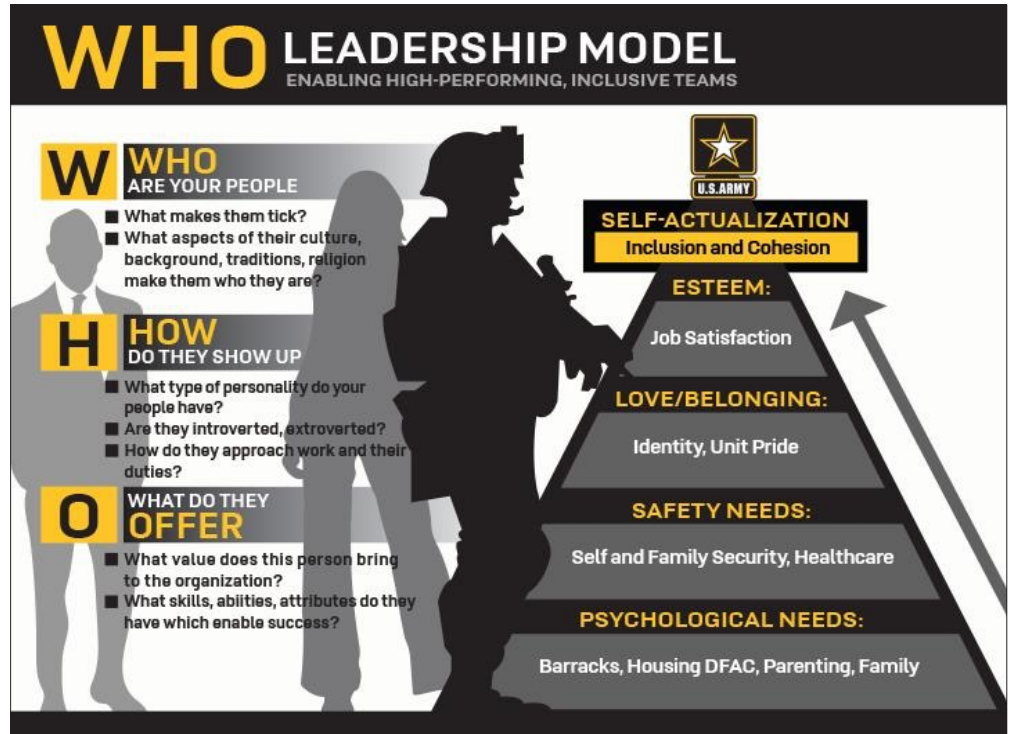 WHO LEADERSHIP MODEL
ENABLING HIGH-PERFORMING, INCLUSIVE TEAMS
W WHO
ARE YOUR PEOPLE
■ What makes them tick?
■ What aspects of their culture,
background, traditions, religion
make them who they are?
H HOW
DO THEY SHOW UP
■ What type of personality do your
people have?
■ Are they introverted, extroverted?
■ How do they approach work and their
duties?
O WHAT DO THEY
OFFER
■ What value does this person bring
to the organization?
■ What skills, abiities, attributes do they
have which enable success?
U.S.ARMY
SELF-ACTUALIZATION
Inclusion and Cohesion
ESTEEM:
Job Satisfaction
LOVE/BELONGING:
Identity, Unit Pride
SAFETY NEEDS:
Self and Family Security, Healthcare
PSYCHOLOGICAL NEEDS:
Barracks, Housing DFAC, Parenting, Family